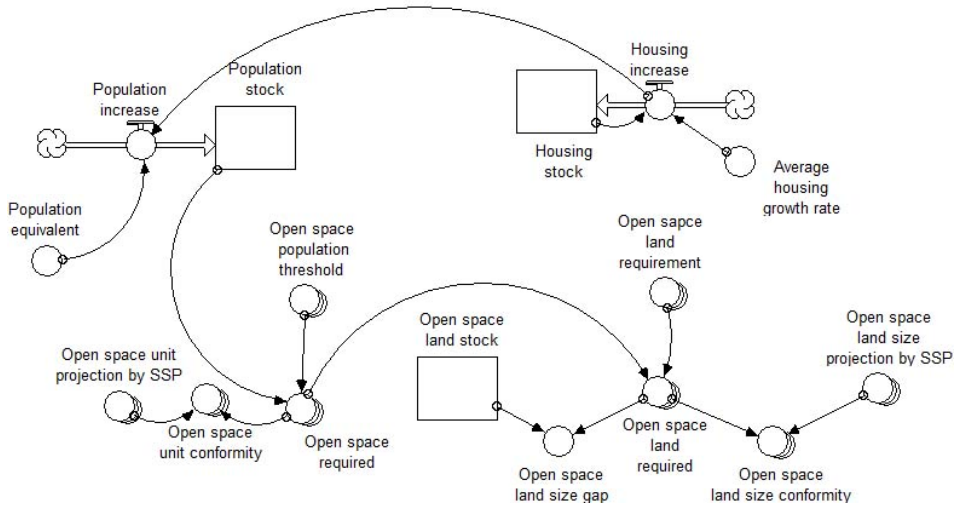 Population
increase
Population
stock
Housing
increase
Housing
stock
Average
housing
growth rate
Population
equivalent
Open space
population
threshold
Open sapce
land
requirement
Open space
land stock
Open space
land size
projection by SSP
Open space unit
projection by SSP
Open space
unit conformity
Open space
required
Open space
land size gap
Open space
land
required
Open space
land size conformity